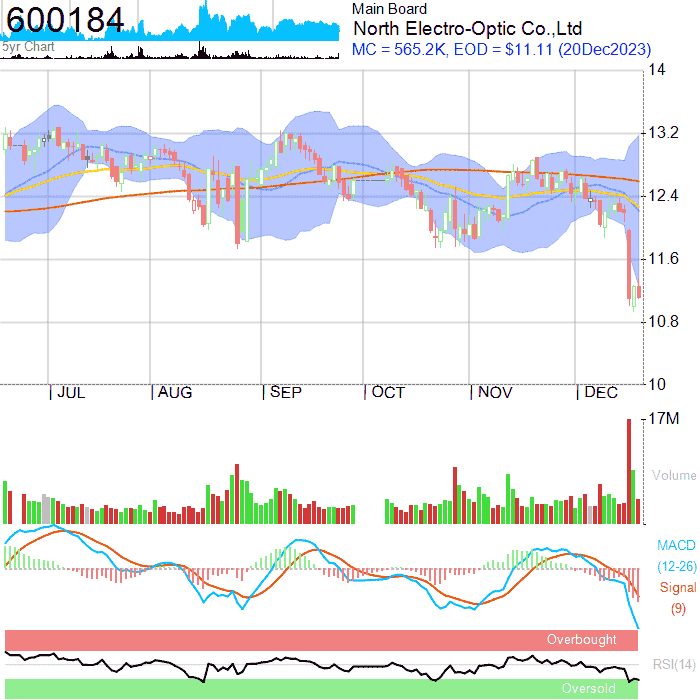 600184
5yr Chart
Main Board
North Electro-Optic Co.,Ltd
MC = 565.2K, EOD = $11.11 (20Dec2023)
14
13.2
12.4
11.6
10.8
10
JUL
AUG
SEP
OCT
NOV
DEC
17M
Volume
MACD
(12-26)
Signal
(9)
Overbought
RSI(14)
Oversold